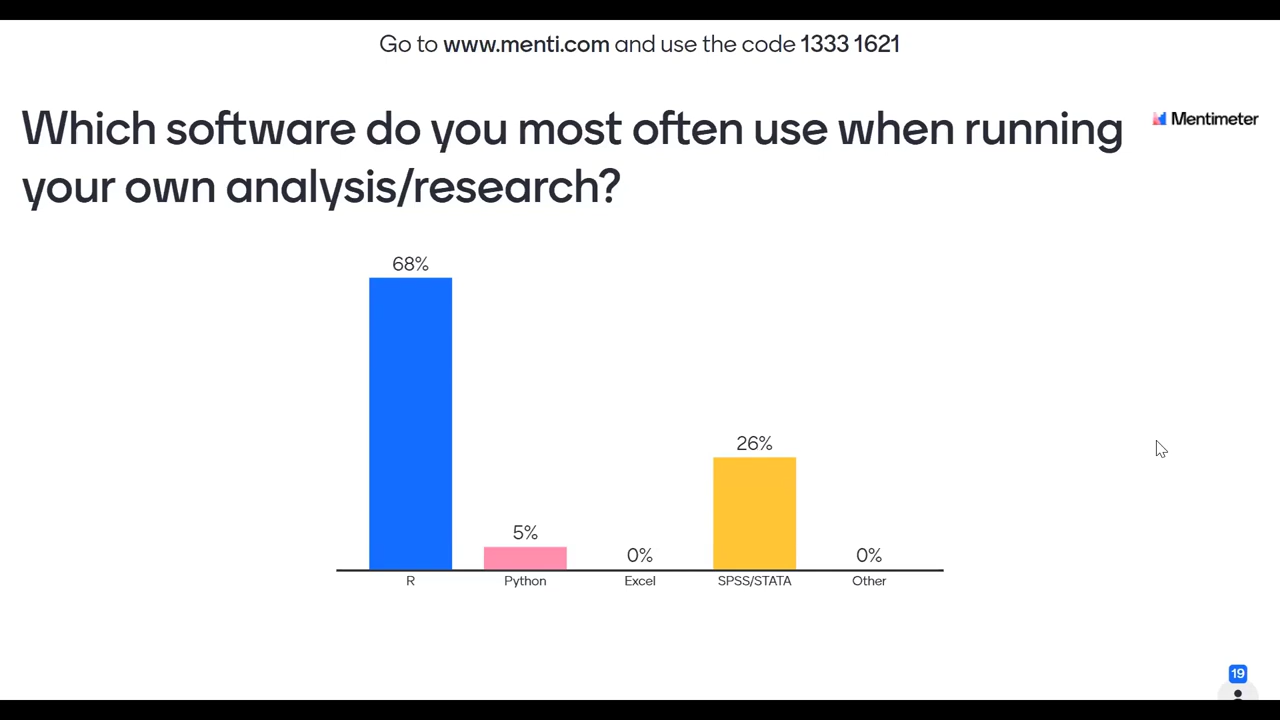 Go to www.menti.com and use the code 1333 1621
Which software do you most often use when running
your own analysis/research?
Mentimeter
68%
5%
0%
26%
0%
R
Python
Excel
SPSS/STATA
Other
19